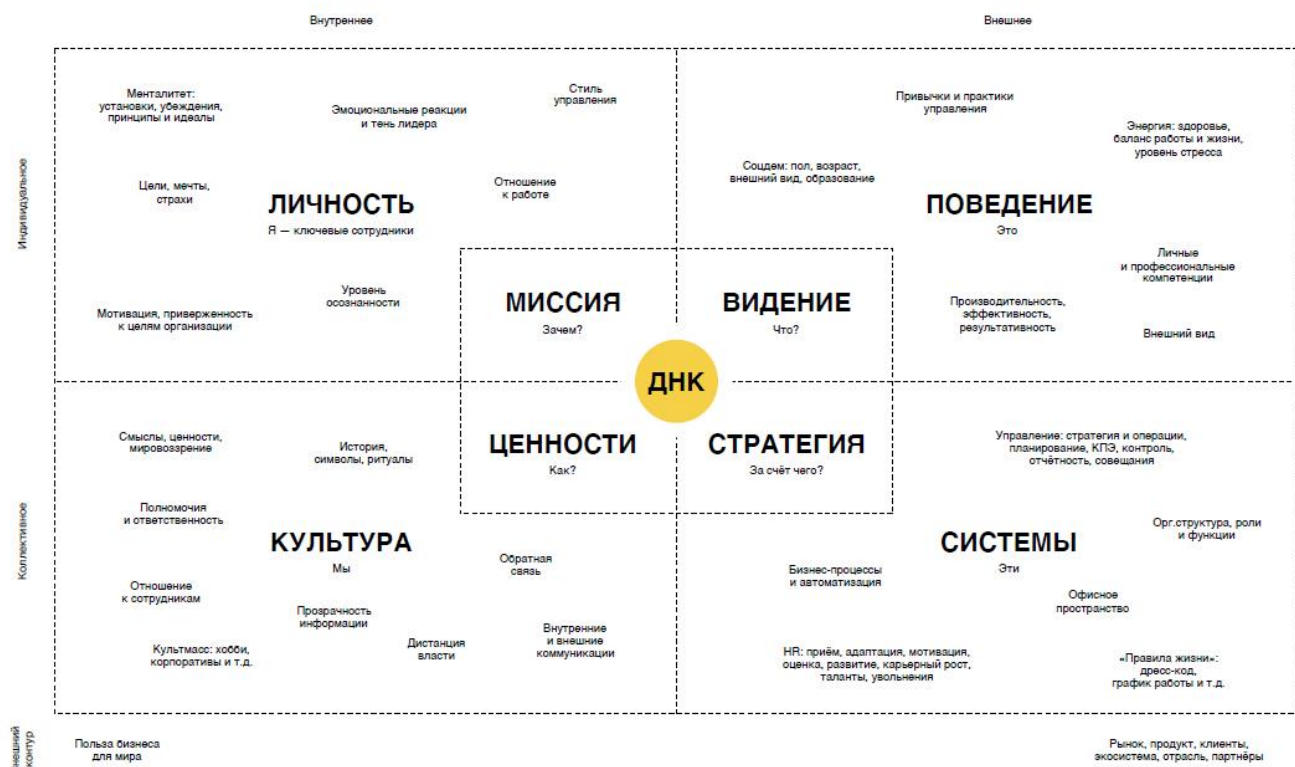 Внутреннее
Внешнее
Индивидуальное
Менталитет:
установки, убеждения,
принципы и идеалы
Эмоциональные реакции
и тень лидера
Стиль
управления
Цели, мечты,
страхи
ЛИЧНОСТЬ
Я — ключевые сотрудники
Отношение
к работе
Мотивация, приверженность
к целям организации
Уровень
осознанности
Привычки и практики
управления
Энергия: здоровье,
баланс работы и жизни,
уровень стресса
Соцдем: пол, возраст,
внешний вид, образование
ПОВЕДЕНИЕ
Это
Личные
и профессиональные
компетенции
Производительность,
эффективность,
результативность
Внешний вид
МИССИЯ
Зачем?
ВИДЕНИЕ
Что?
ДНК
ЦЕННОСТИ
Как?
СТРАТЕГИЯ
За счёт чего?
Коллективное
Смыслы, ценности,
мировоззрение
История,
символы, ритуалы
Полномочия
и ответственность
КУЛЬТУРА
Мы
Обратная
связь
Отношение
к сотрудникам
Прозрачность
информации
Культмасс: хобби,
корпоративы и т.д.
Дистанция
власти
Внутренние
и внешние
коммуникации
Управление: стратегия и операции,
планирование, КПЭ, контроль,
отчётность, совещания
Орг.структура, роли
и функции
СИСТЕМЫ
Эти
Бизнес-процессы
и автоматизация
Офисное
пространство
HR: приём, адаптация, мотивация,
оценка, развитие, карьерный рост,
таланты, увольнения
«Правила жизни»:
дресс-код,
график работы и т.д.
контур
Польза бизнеса
для мира
Рынок, продукт, клиенты,
экосистема, отрасль, партнёры